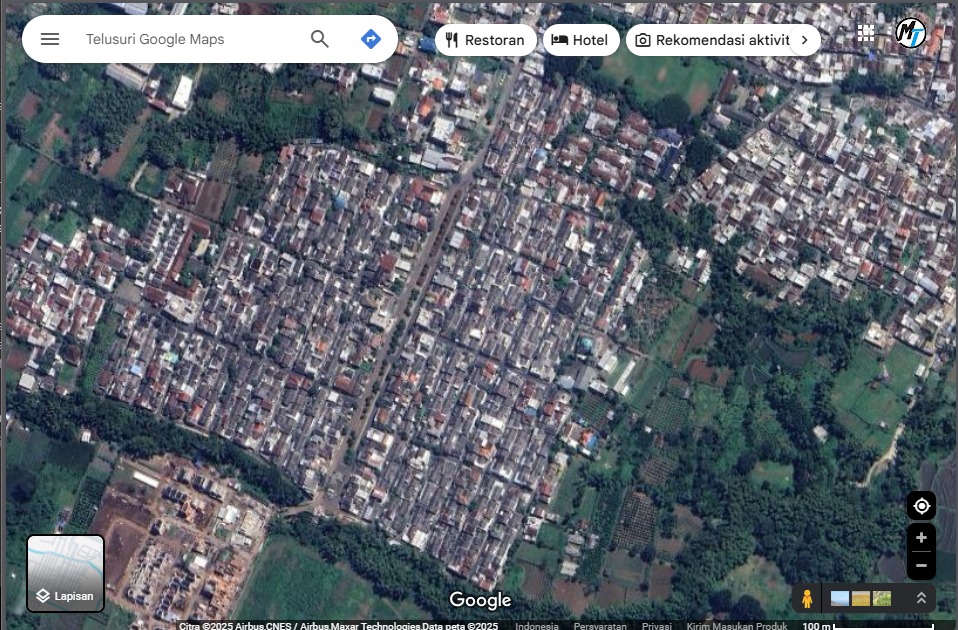 Telusuri Google Maps
Restoran
Hotel
Rekomendasi aktivit
MT
Lapisan
Google
Citra ©2025 Airbus,CNES / Airbus,Maxar Technologies,Data peta ©2025 Indonesia Persyaratan Privasi Kirim Masukan Produk 100 m